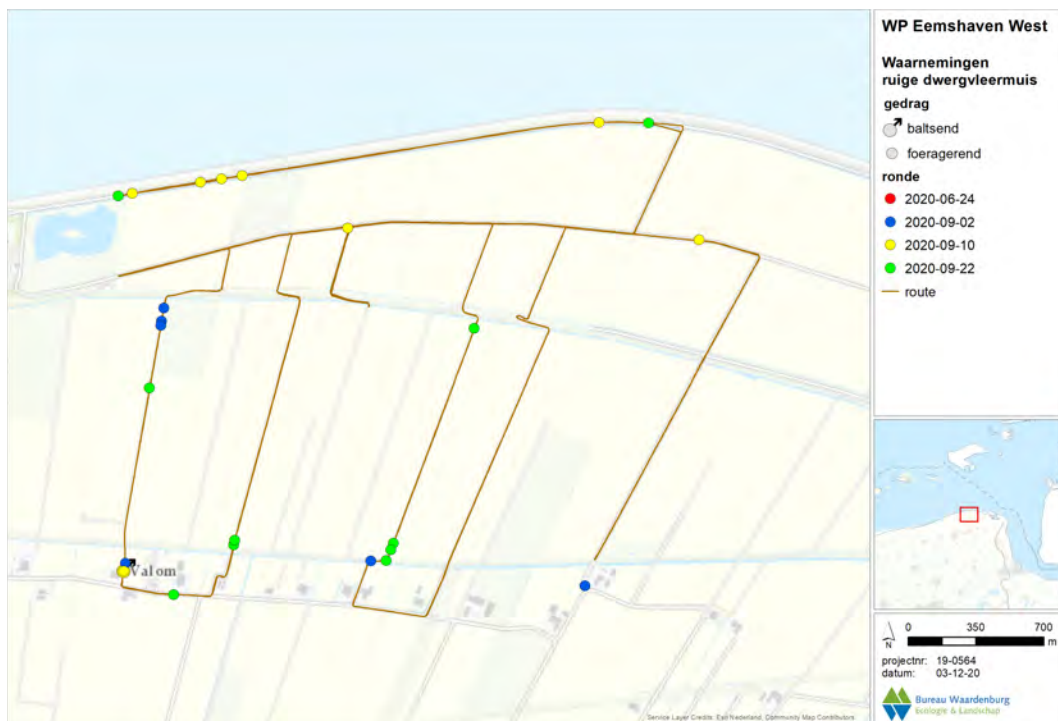 WP Eemshaven West
Waarnemingen
ruige dwergvleermuis
gedrag
baltsend
foeragerend
ronde
2020-06-24
2020-09-02
2020-09-10
2020-09-22
route
Valom
0 350 700
m
N
projectnr: 19-0564
datum: 03-12-20
Bureau Waardenburg
Ecologie & Landschap
Service Layer Credits: Esri Nederland, Community Map Contributors